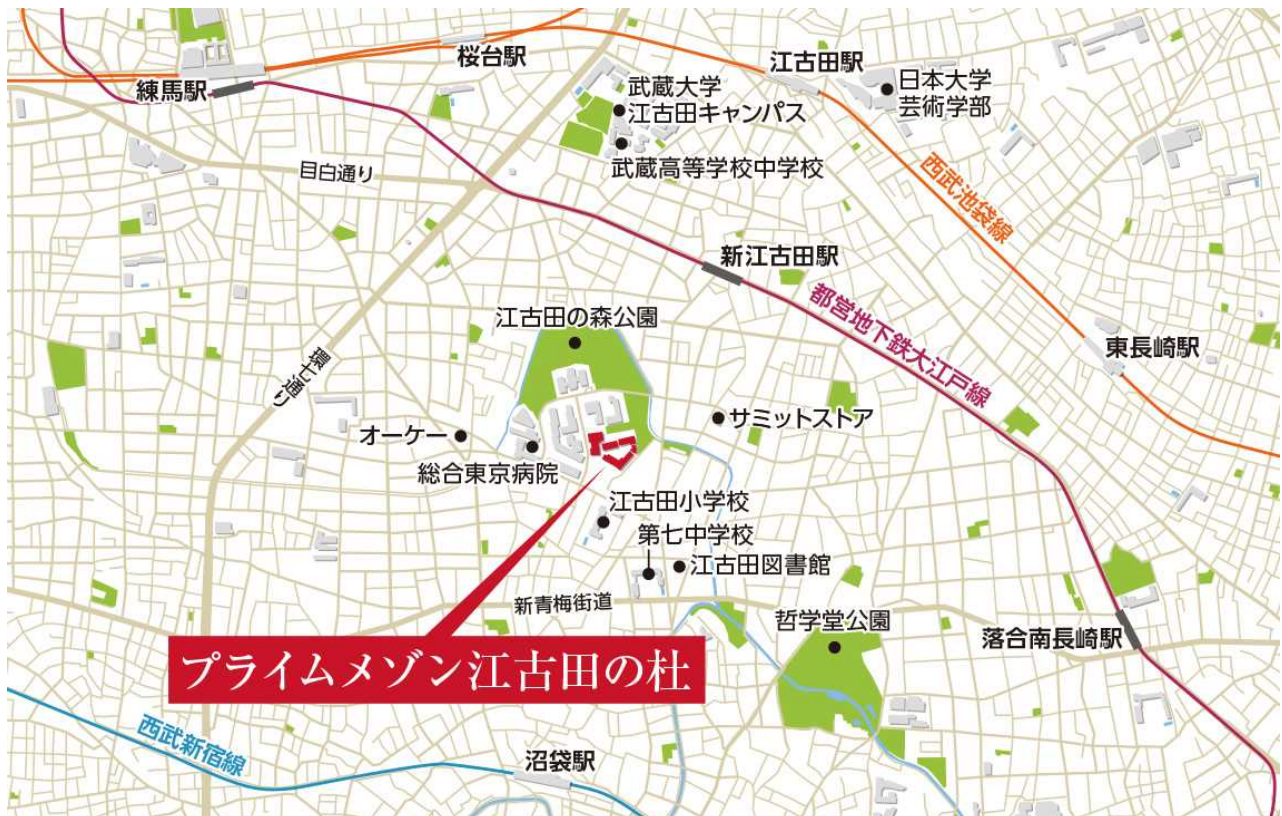 桜台駅
江古田駅
練馬駅
武蔵大学
江古田キャンパス
日本大学
芸術学部
武蔵高等学校中学校
目白通り
西武池袋線
新江古田駅
都営地下鉄大江戸線
江古田の森公園
東長崎駅
環七通り
サミットストア
オーケー
総合東京病院
江古田小学校
第七中学校
江古田図書館
新青梅街道
哲学堂公園
落合南長崎駅
プライムメゾン江古田の杜
西武新宿線
沼袋駅